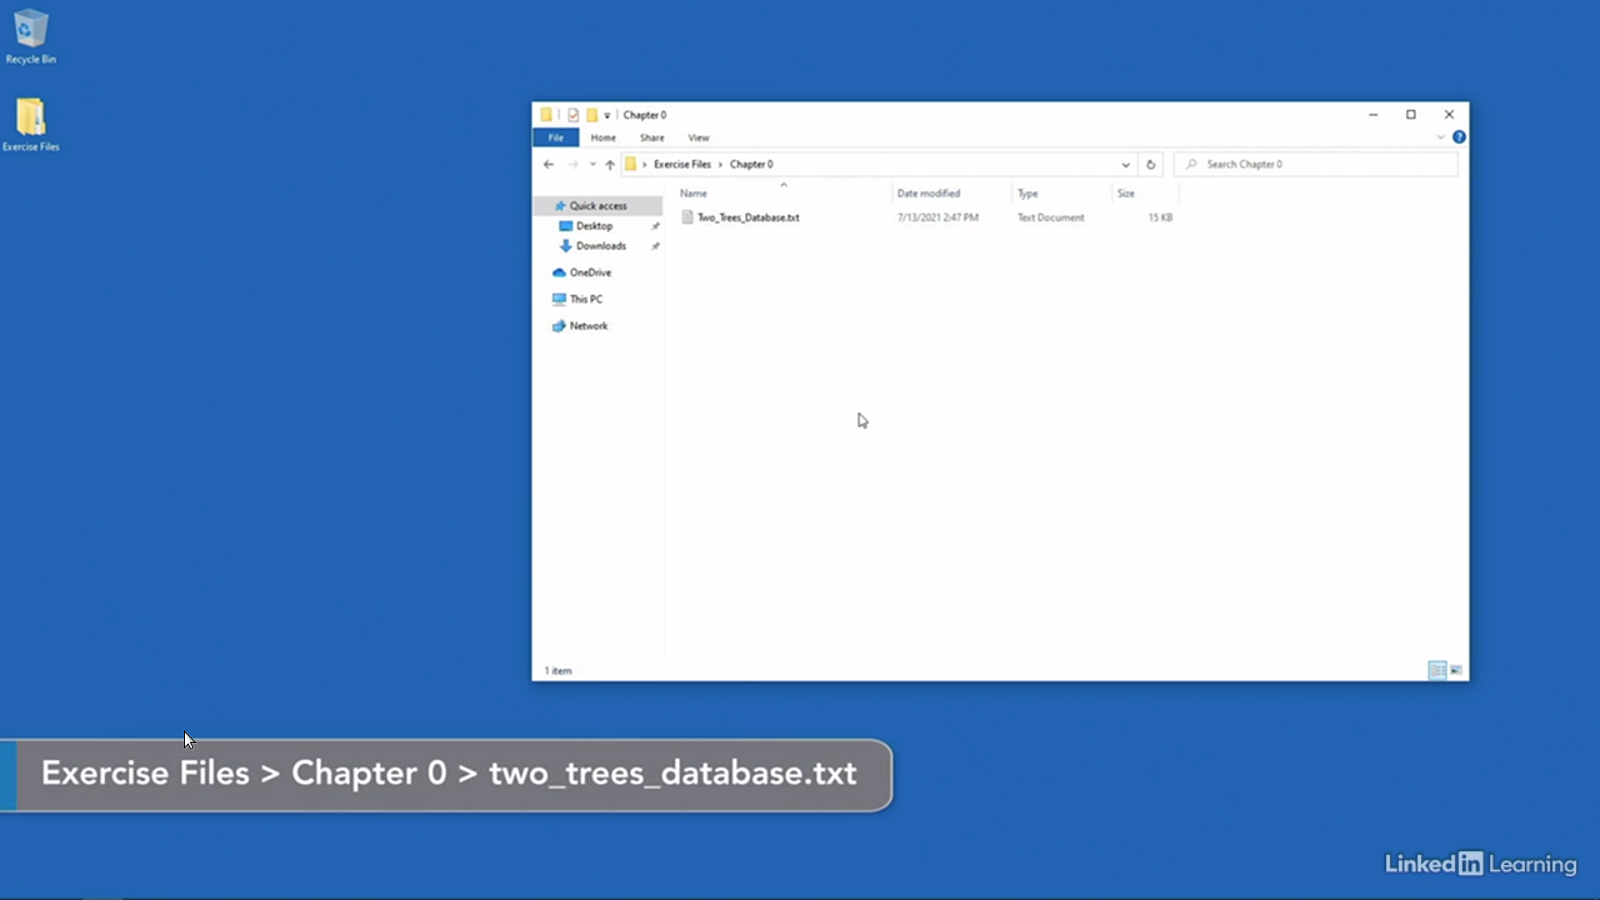 Recycle Bin
Exercise Files
Chapter 0
File Home Share View
Exercise Files > Chapter 0
Search Chapter 0
Name Date modified Type Size
Two_Trees_Database.txt 7/13/2021 2:47 PM Text Document 15 KB
Quick access
Desktop
Downloads
OneDrive
This PC
Network
1 item
Exercise Files > Chapter 0 > two_trees_database.txt
Linked in Learning